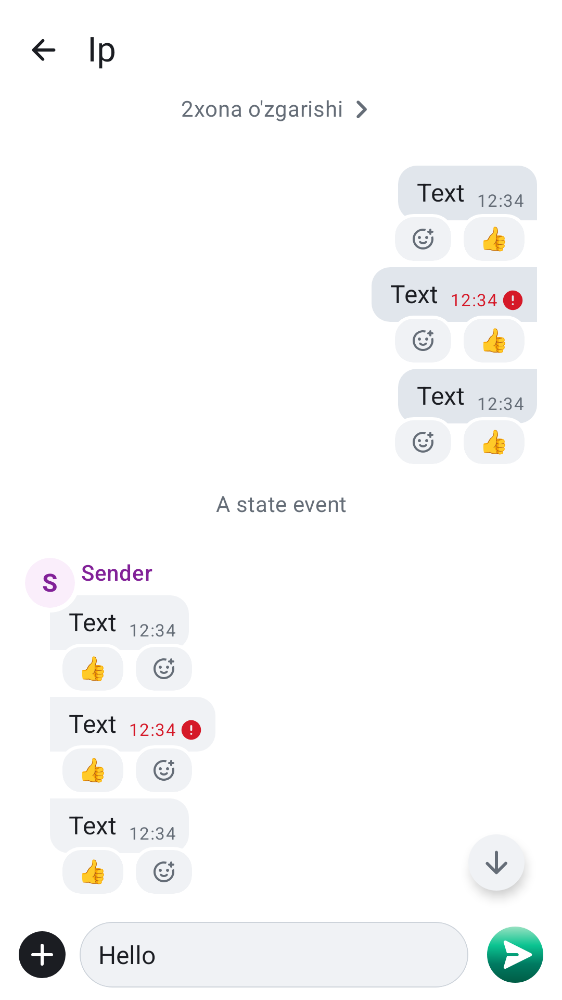 lp
2xona o'zgarishi
Text 12:34
👍
Text 12:34
👍
Text 12:34
👍
A state event
S Sender
Text 12:34
👍
Text 12:34
👍
Text 12:34
👍
Hello